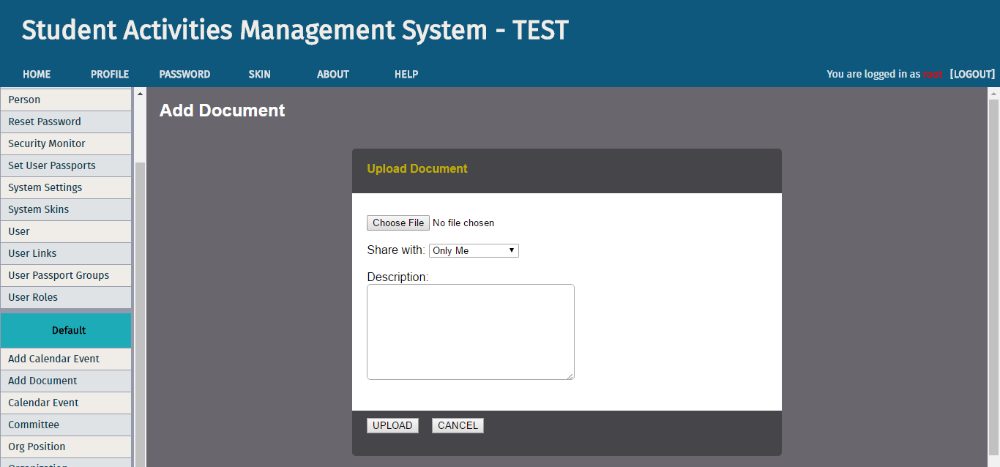 Student Activities Management System - TEST
HOME PROFILE PASSWORD SKIN ABOUT HELP You are logged in as root [LOGOUT]
Person
Reset Password
Security Monitor
Set User Passports
System Settings
System Skins
User
User Links
User Passport Groups
User Roles
Default
Add Calendar Event
Add Document
Calendar Event
Committee
Org Position
Organization
Add Document
Upload Document
Choose File No file chosen
Share with: Only Me
Description:
UPLOAD CANCEL